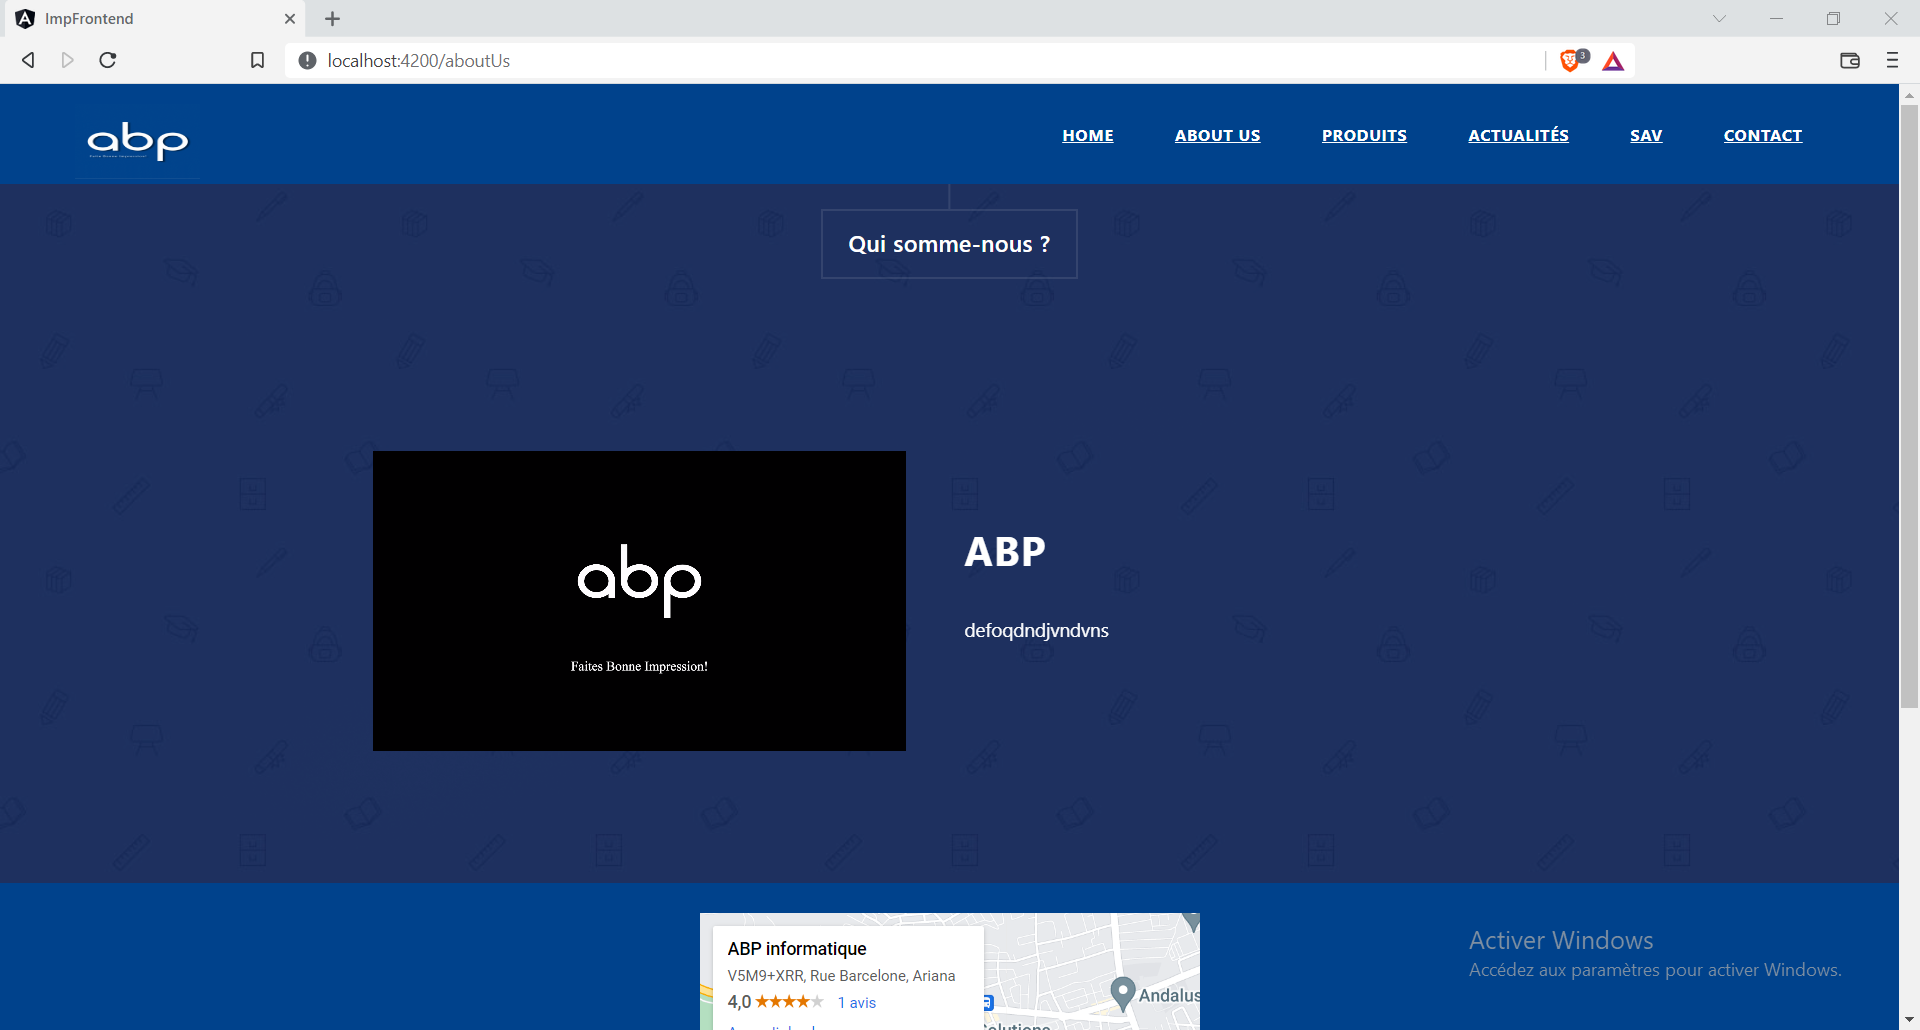 ImpFrontend
localhost:4200/aboutUs
3
abp
HOME
ABOUT US
PRODUITS
ACTUALITÉS
SAV
CONTACT
Qui somme-nous ?
abp
Faites Bonne Impression!
ABP
defoqdndjvndvns
ABP informatique
V5M9+XRR, Rue Barcelone, Ariana
4,0
1 avis
Andalus
Solutions
Activer Windows
Accédez aux paramètres pour activer Windows.